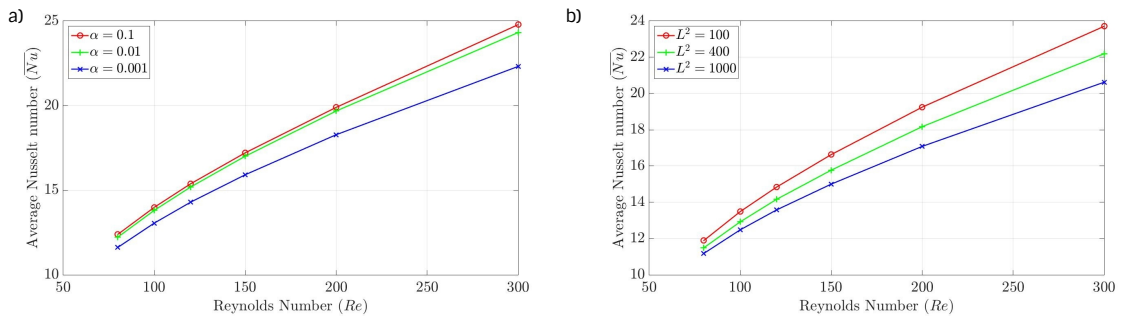 a)
25
20
15
10
50
100
150
200
250
300
Average Nusselt number (N̅u̅)
Reynolds Number (Re)
α = 0.1
α = 0.01
α = 0.001
b)
24
22
20
18
16
14
12
10
50
100
150
200
250
300
Average Nusselt number (N̅u̅)
Reynolds Number (Re)
L² = 100
L² = 400
L² = 1000